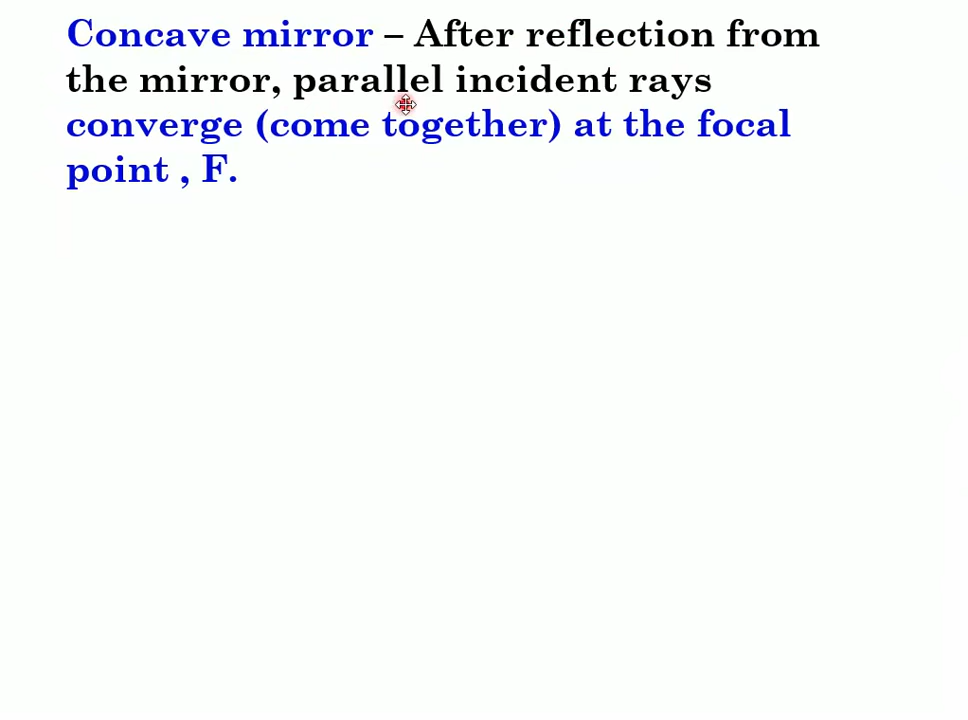 Concave mirror – After reflection from
the mirror, parallel incident rays
converge (come together) at the focal
point , F.